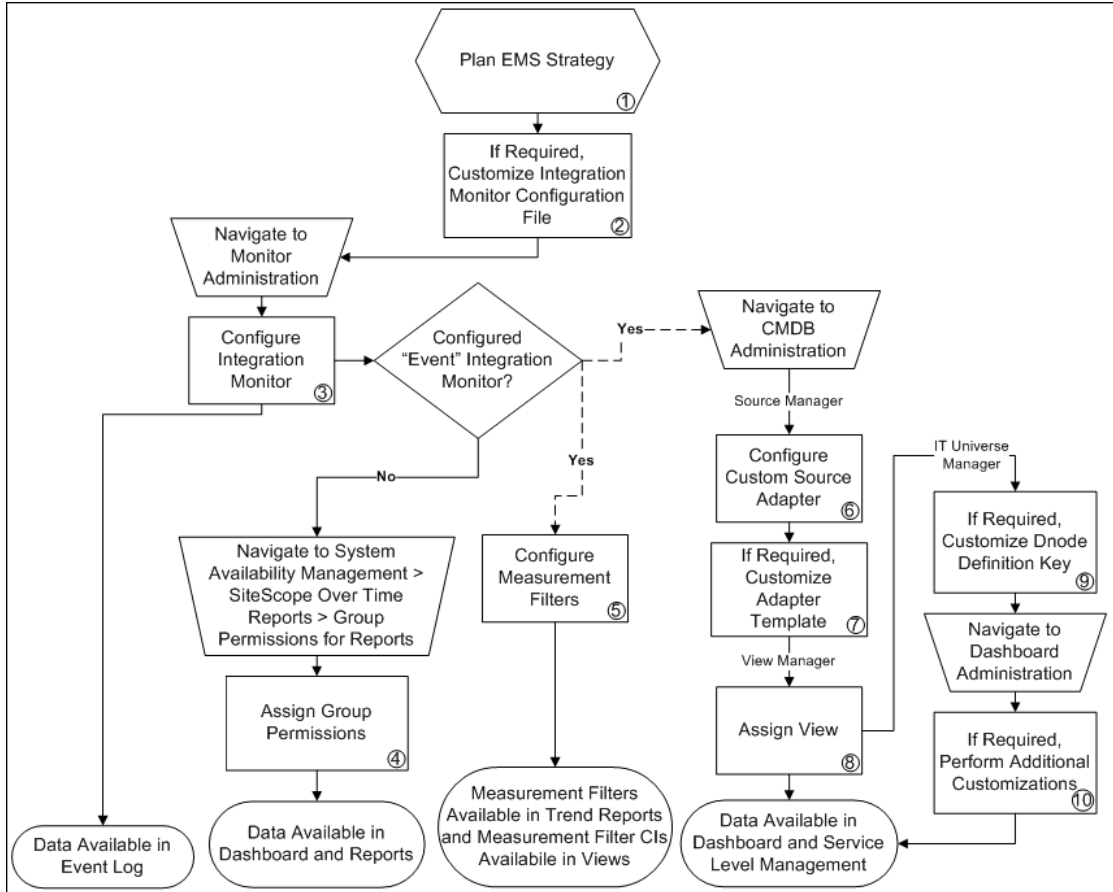 Plan EMS Strategy
①
If Required,
Customize Integration
Monitor Configuration
File
②
Navigate to
Monitor
Administration
Configure
Integration
Monitor
③
Configured
“Event” Integration
Monitor?
Yes
Navigate to
CMDB
Administration
Source Manager
Configure
Custom Source
Adapter
⑥
If Required,
Customize
Adapter
Template
⑦
View Manager
Assign View
⑧
IT Universe
Manager
If Required,
Customize Dnode
Definition Key
⑨
Navigate to
Dashboard
Administration
If Required,
Perform Additional
Customizations
⑩
No
Yes
Navigate to System
Availability Management >
SiteScope Over Time
Reports > Group
Permissions for Reports
Configure
Measurement
Filters
⑤
Assign Group
Permissions
④
Data Available in
Event Log
Data Available in
Dashboard and Reports
Measurement Filters
Available in Trend Reports
and Measurement Filter CIs
Availabile in Views
Data Available in
Dashboard and Service
Level Management